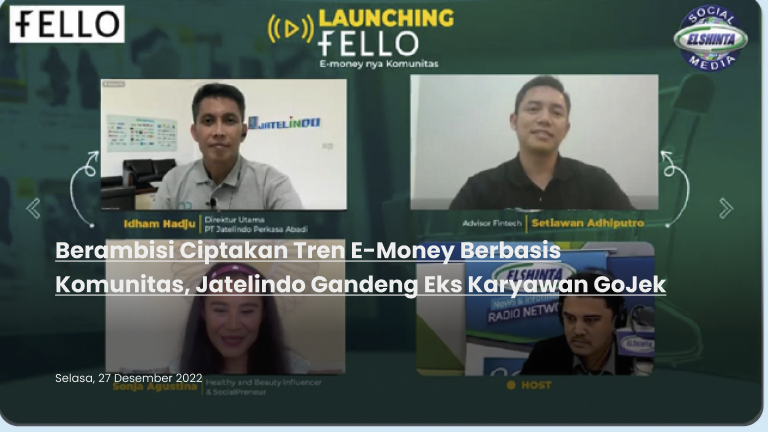 FELLO
LAUNCHING
FELLO
E-money nya Komunitas
SOCIAL
ELSHINTA
MEDIA
JATELINDO
Idham Hadju
Direktur Utama
PT Jatelindo Perkasa Abadi
Advisor Fintech
Setiawan Adhiputro
Berambisi Ciptakan Tren E-Money Berbasis
Komunitas, Jatelindo Gandeng Eks Karyawan GoJek
ELSHINTA
News &
RADIO NETWO
Selasa, 27 Desember 2022
Sonja Agustina
Healthy and Beauty Influencer
& SocialPreneur
HOST